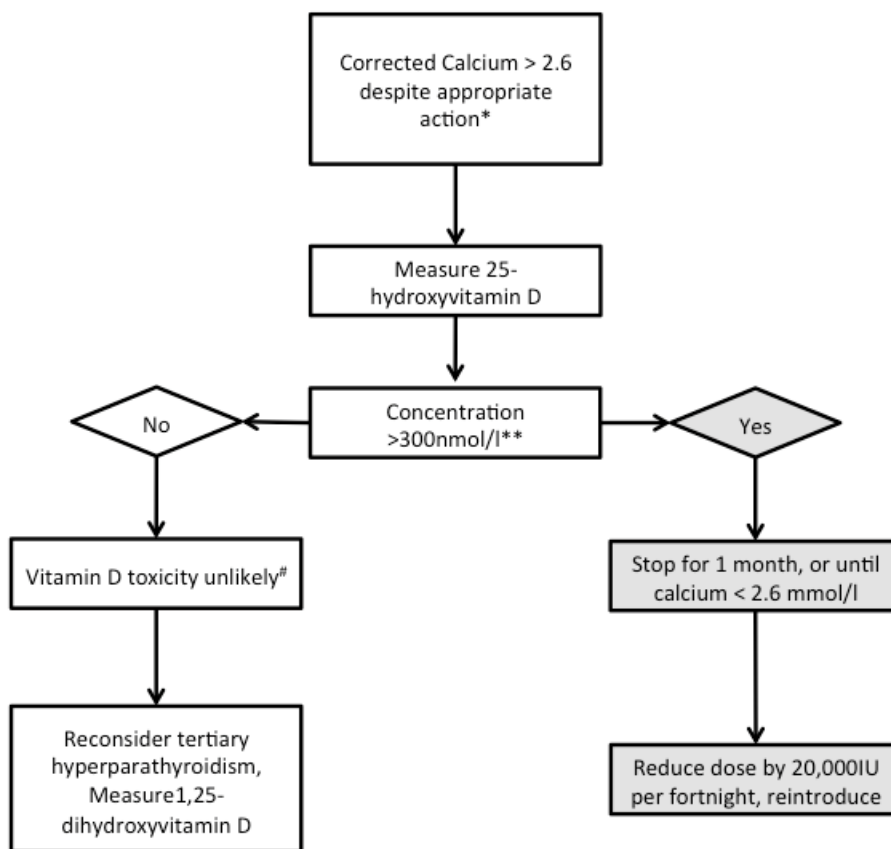 Corrected Calcium > 2.6
despite appropriate
action*
Measure 25-
hydroxyvitamin D
Concentration
>300nmol/l**
No
Yes
Vitamin D toxicity unlikely#
Stop for 1 month, or until
calcium < 2.6 mmol/l
Reconsider tertiary
hyperparathyroidism,
Measure1,25-
dihydroxyvitamin D
Reduce dose by 20,000IU
per fortnight, reintroduce